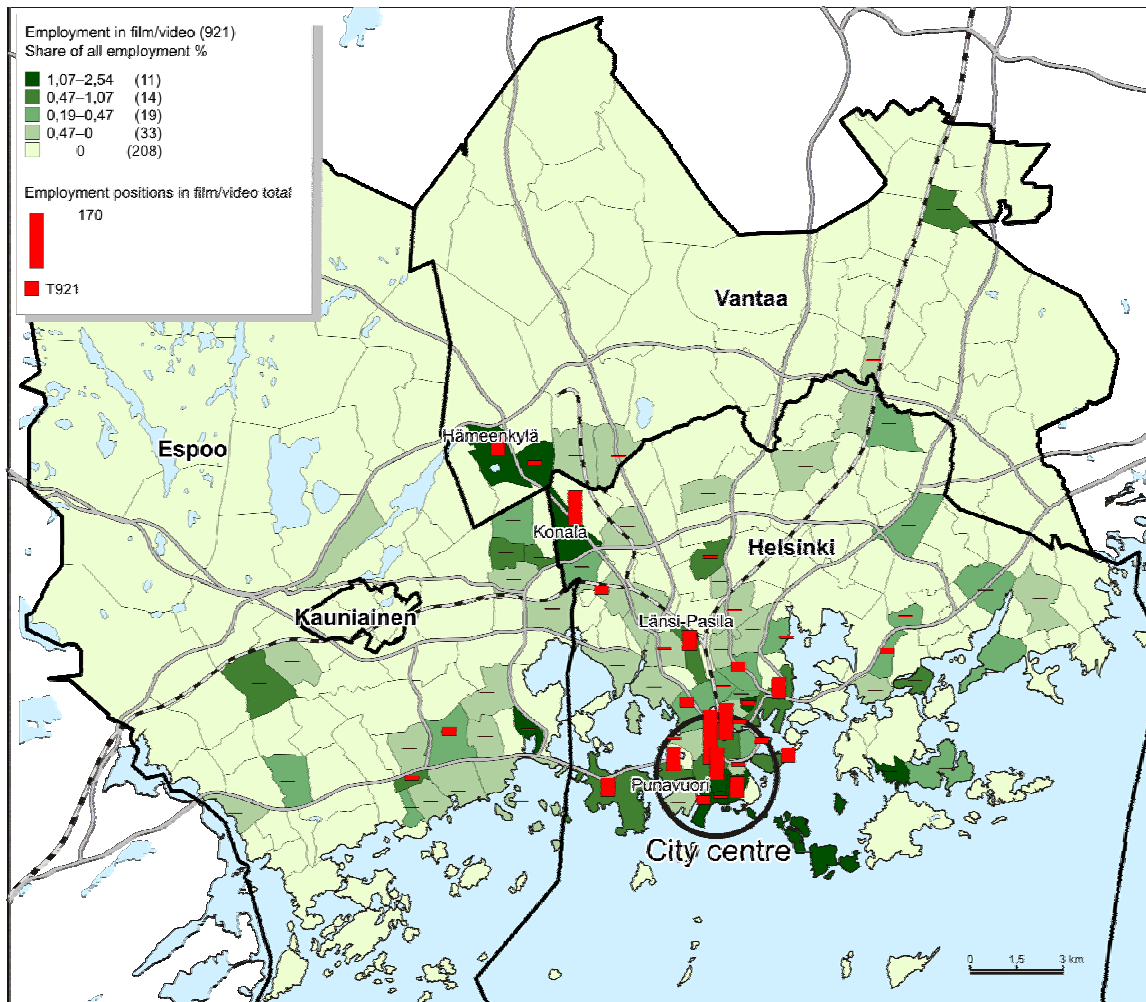 Employment in film/video (921)
Share of all employment %
1,07–2,54 (11)
0,47–1,07 (14)
0,19–0,47 (19)
0,47–0 (33)
0 (208)
Employment positions in film/video total
170
T921
Vantaa
Hämeenkylä
Espoo
Konala
Helsinki
Kauniainen
Länsi-Pasila
Punavuori
City centre
0 1,5 3 km